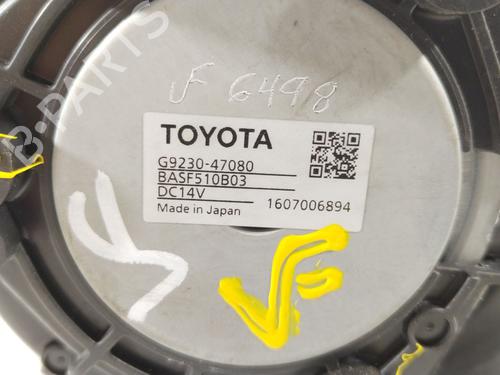 B-PARTS
VF 6498
TOYOTA
G9230-47080
BASF510B03
DC14V
Made in Japan 1607006894
VF